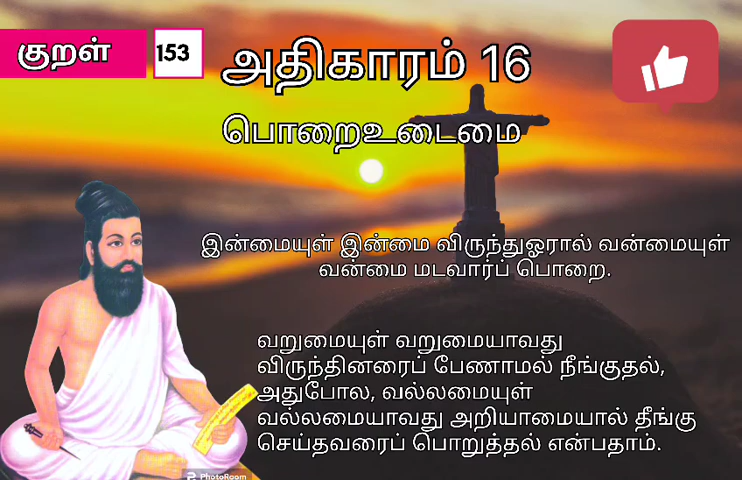 குறள் 153
அதிகாரம் 16
பொறைஉடைமை
இன்மையுள் இன்மை விருந்துஓரால் வன்மையுள்
வன்மை மடவார்ப் பொறை.
வறுமையுள் வறுமையாவது
விருந்தினரைப் பேணாமல் நீங்குதல்,
அதுபோல, வல்லமையுள்
வல்லமையாவது அறியாமையால் தீங்கு
செய்தவரைப் பொறுத்தல் என்பதாம்.
PhotoRoom